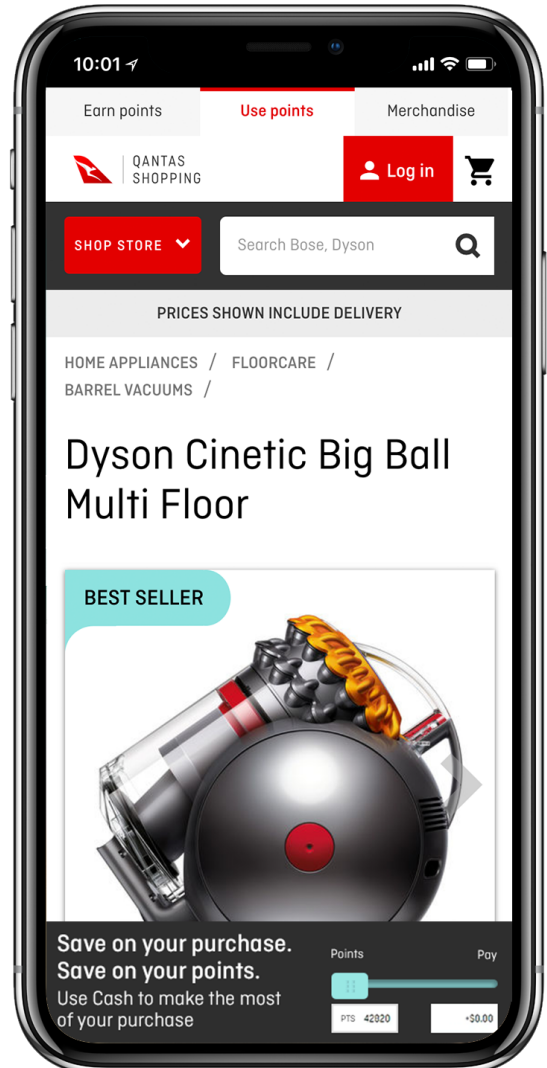 10:01
Earn points
Use points
Merchandise
QANTAS
SHOPPING
Log in
SHOP STORE
Search Bose, Dyson
PRICES SHOWN INCLUDE DELIVERY
HOME APPLIANCES / FLOORCARE /
BARREL VACUUMS /
Dyson Cinetic Big Ball
Multi Floor
BEST SELLER
Save on your purchase.
Save on your points.
Use Cash to make the most
of your purchase
Points
Pay
PTS 42820
+$0.00